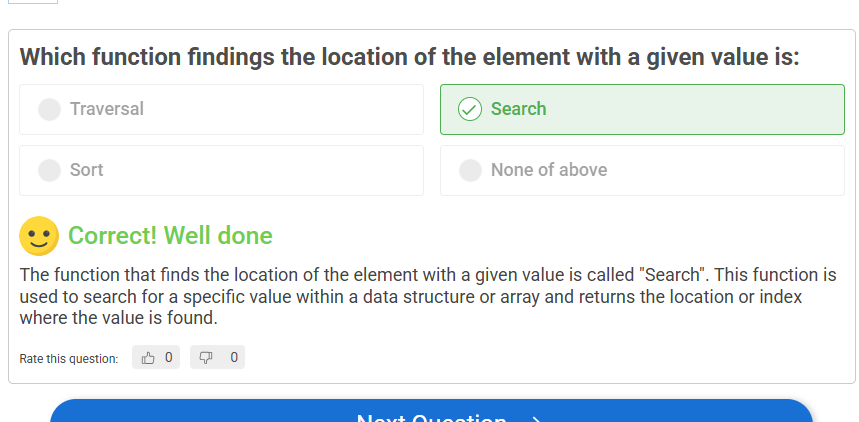 Which function findings the location of the element with a given value is:
Traversal
Search
Sort
None of above
Correct! Well done
The function that finds the location of the element with a given value is called "Search". This function is
used to search for a specific value within a data structure or array and returns the location or index
where the value is found.
Rate this question: 0 0
Next Question